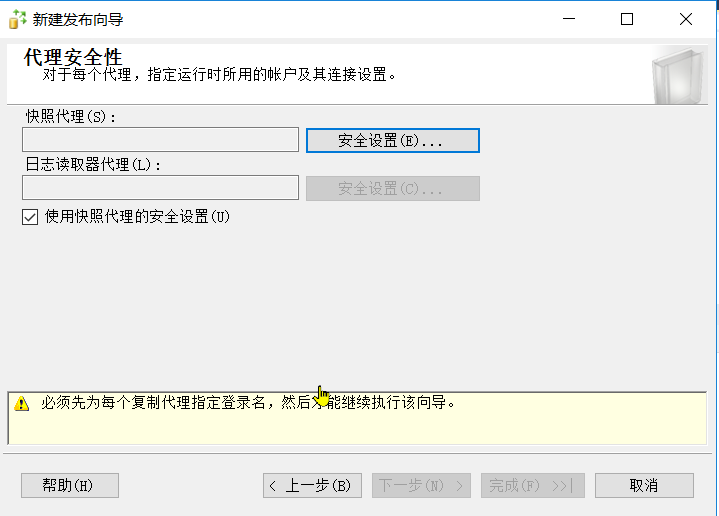 新建发布向导
代理安全性
对于每个代理，指定运行时所用的帐户及其连接设置。
快照代理(S):
安全设置(E)...
日志读取器代理(L):
安全设置(C)...
使用快照代理的安全设置(U)
必须先为每个复制代理指定登录名，然后才能继续执行该向导。
帮助(H)
< 上一步(B)
下一步(N) >
完成(F) >>|
取消